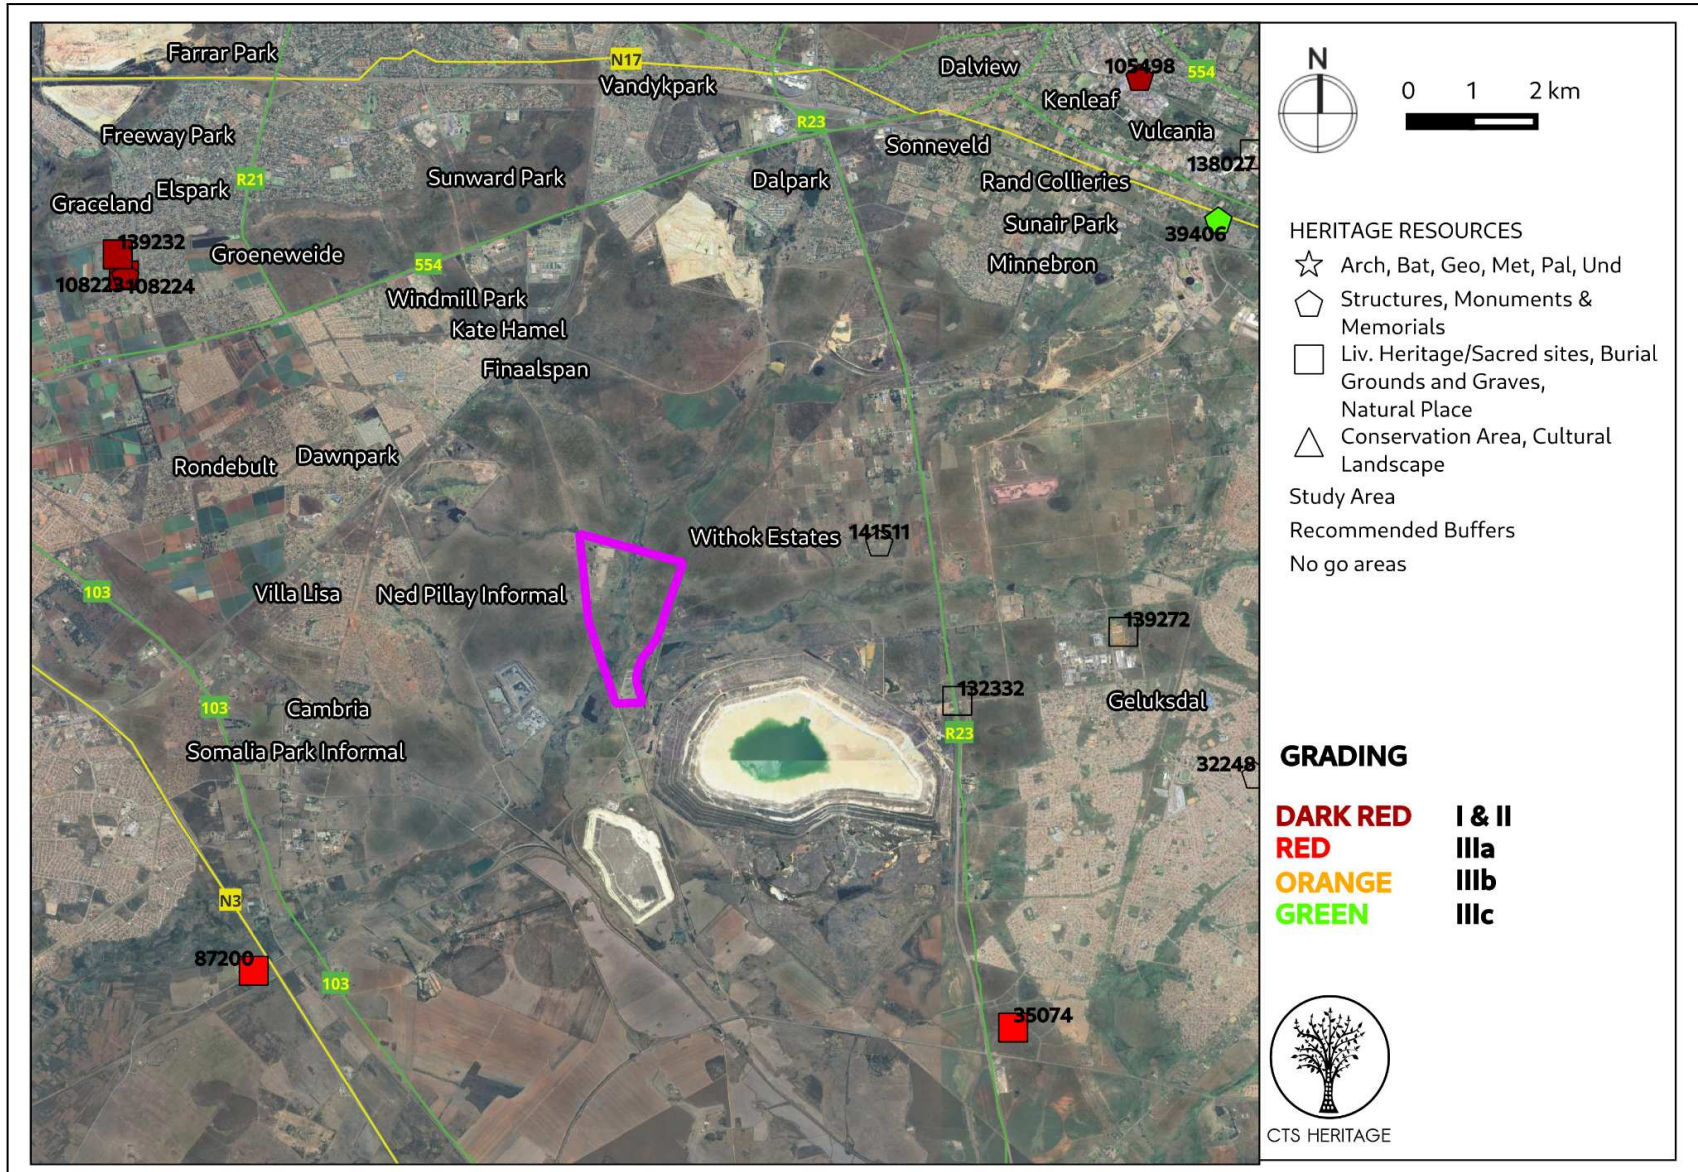 Farrar Park
N17
Vandykpark
Dalview
105498
554
Kenleaf
Freeway Park
R23
Vulcania
Sonneveld
138027
R21
Elspark
Sunward Park
Dalpark
Rand Collieries
Graceland
Sunair Park
39406
139232
Groeneweide
554
Minnebron
108223
108224
Windmill Park
Kate Hamel
Finaalspan
Rondebult
Dawnpark
Withok Estates
141511
103
Villa Lisa
Ned Pillay Informal
139272
132332
Geluksdal
103
Cambria
R23
Somalia Park Informal
32248
N3
87200
103
35074
N
0 1 2 km
HERITAGE RESOURCES
Arch, Bat, Geo, Met, Pal, Und
Structures, Monuments &
Memorials
Liv. Heritage/Sacred sites, Burial
Grounds and Graves,
Natural Place
Conservation Area, Cultural
Landscape
Study Area
Recommended Buffers
No go areas
GRADING
DARK RED I & II
RED IIIa
ORANGE IIIb
GREEN IIIc
CTS HERITAGE